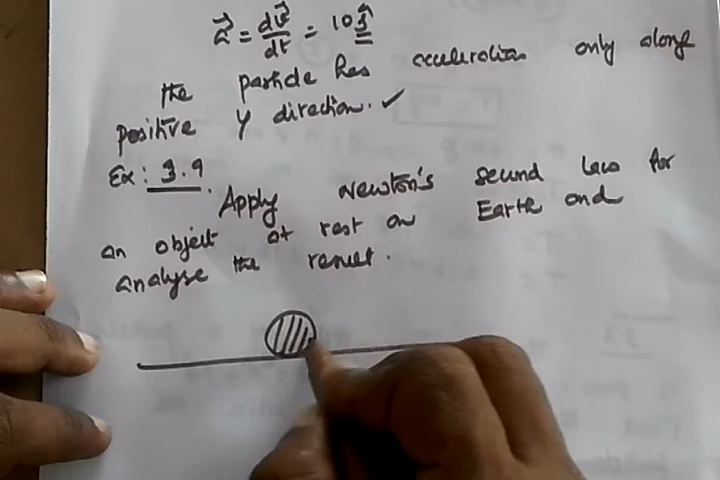 a⃗ = dv⃗/dt = 10 ĵ
the particle has acceleration only along
positive y direction. ✓
Ex: 3.9.
Apply Newton's second law for
an object at rest on Earth and
analyse the result.